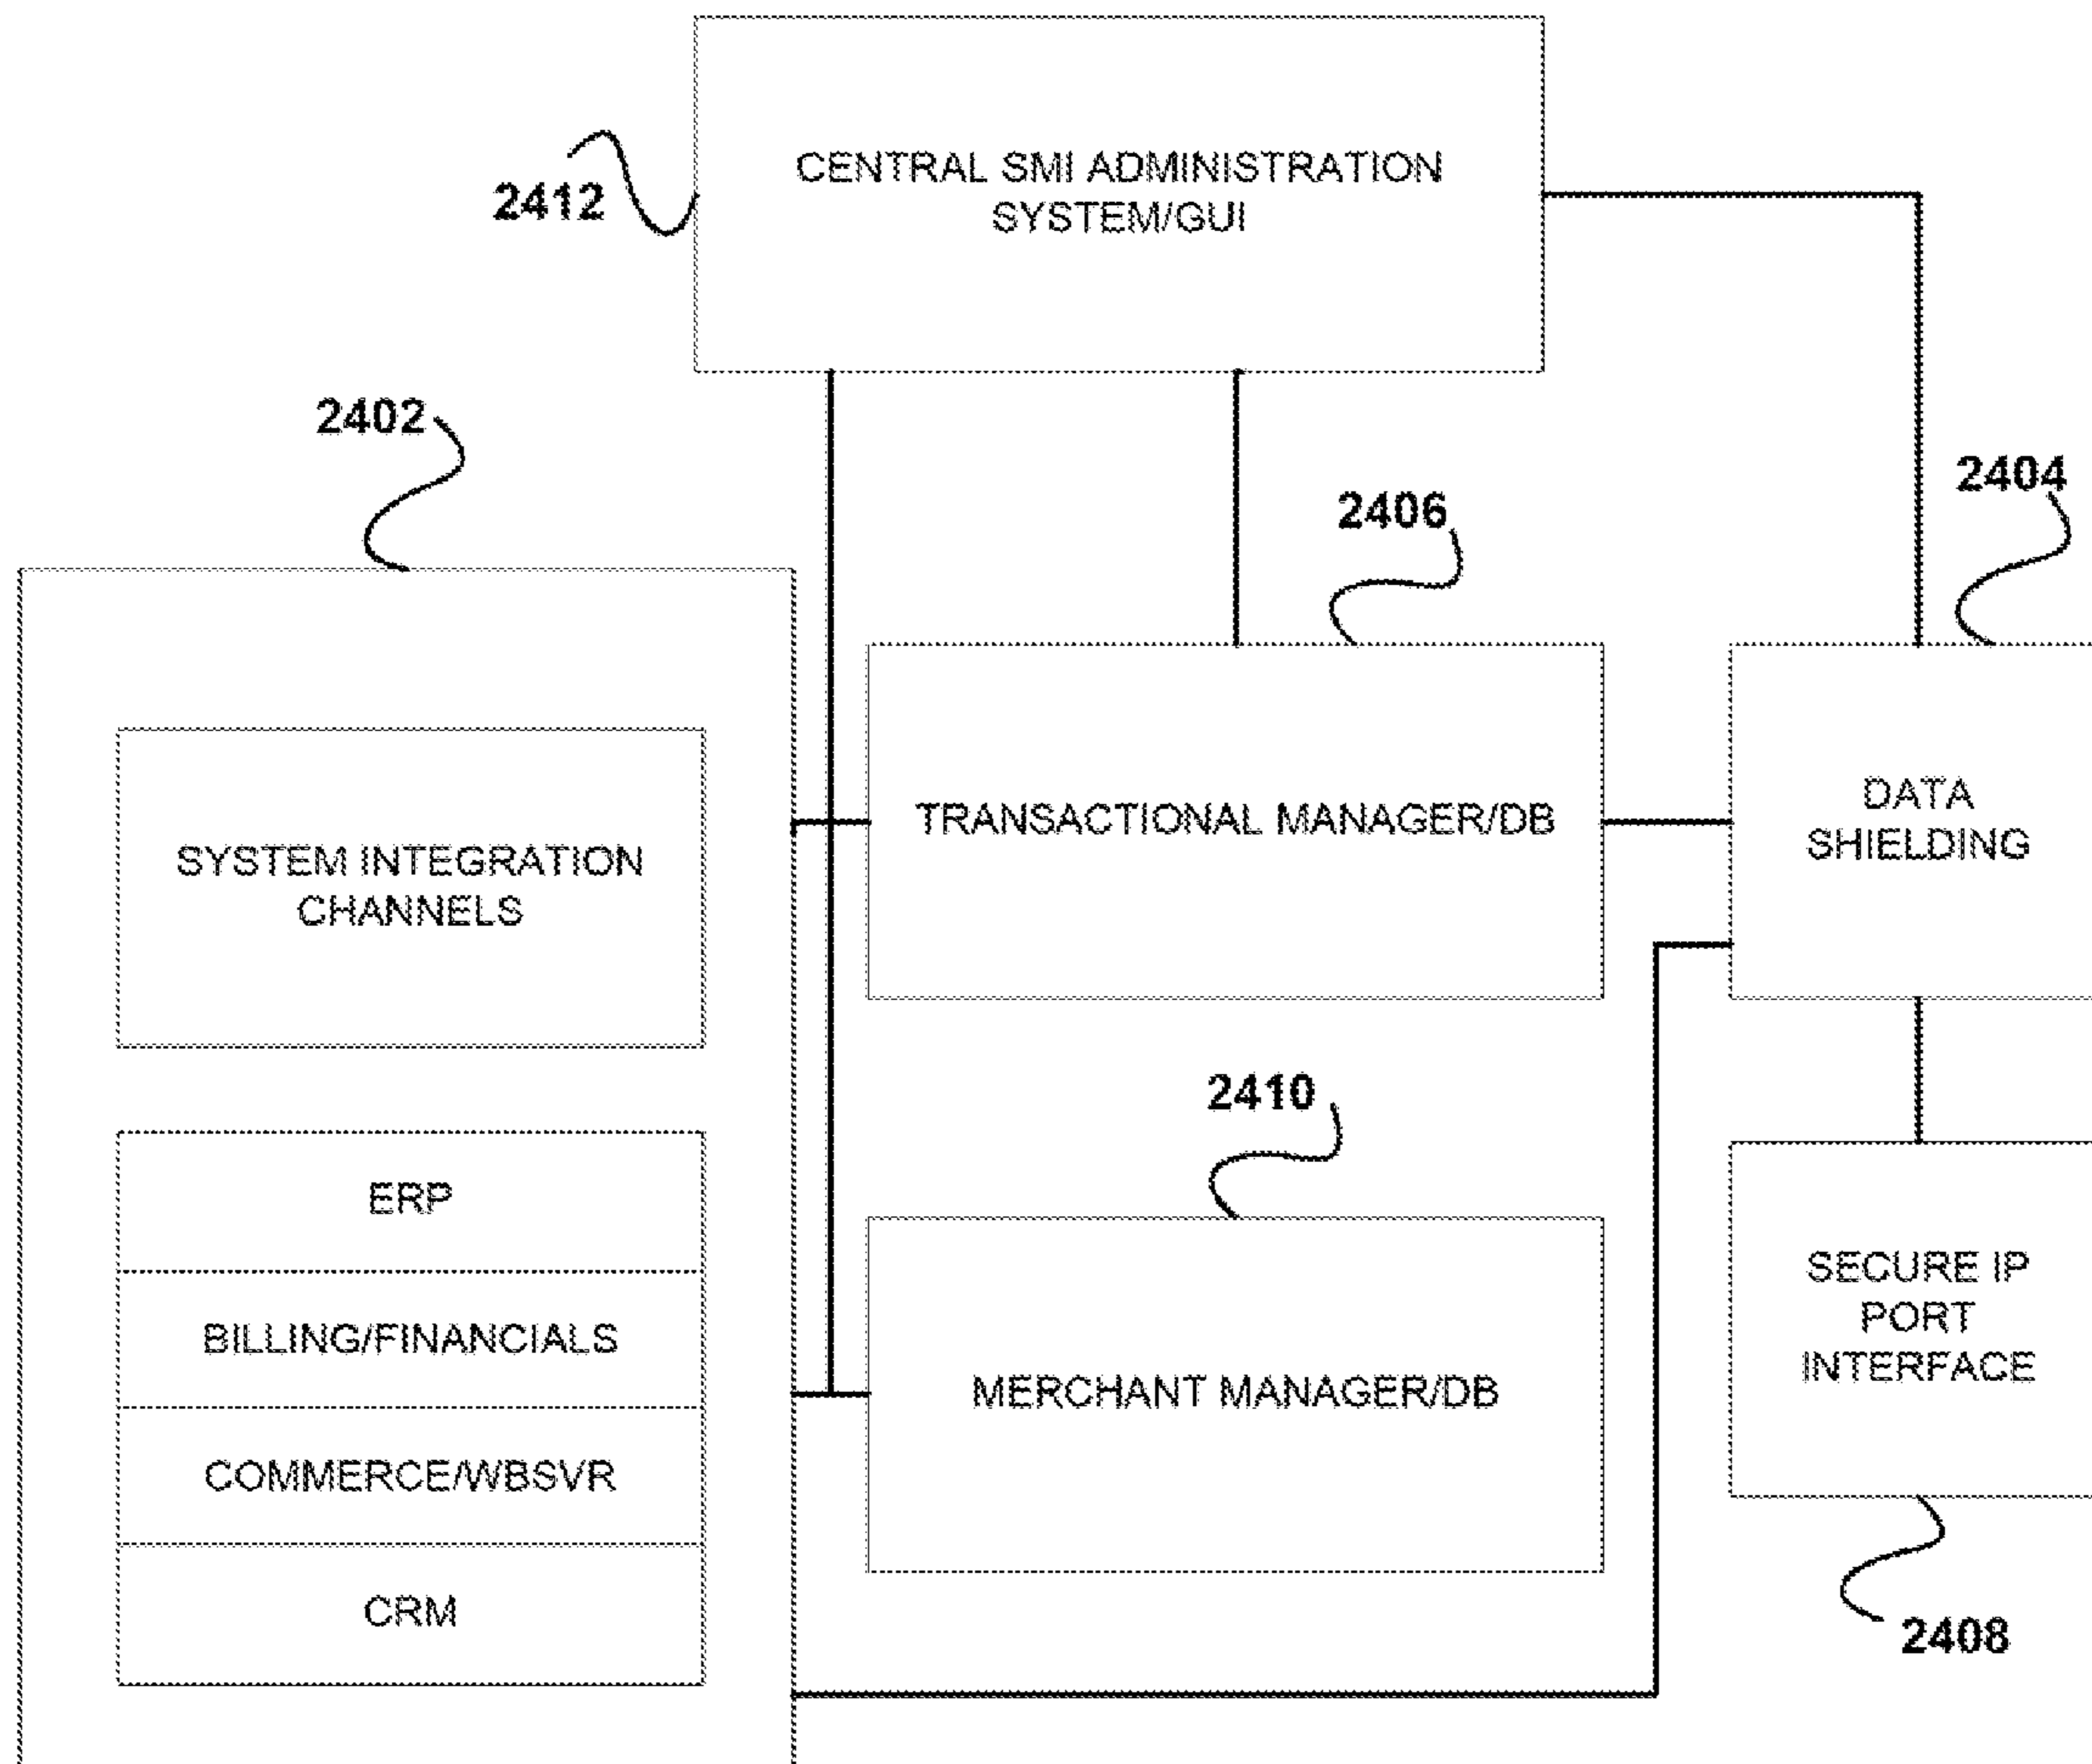 CENTRAL SMI ADMINISTRATION
SYSTEM/GUI
2412
2402
2404
2406
SYSTEM INTEGRATION
CHANNELS
TRANSACTIONAL MANAGER/DB
DATA
SHIELDING
2410
ERP
BILLING/FINANCIALS
COMMERCE/WBSVR
CRM
MERCHANT MANAGER/DB
SECURE IP
PORT
INTERFACE
2408